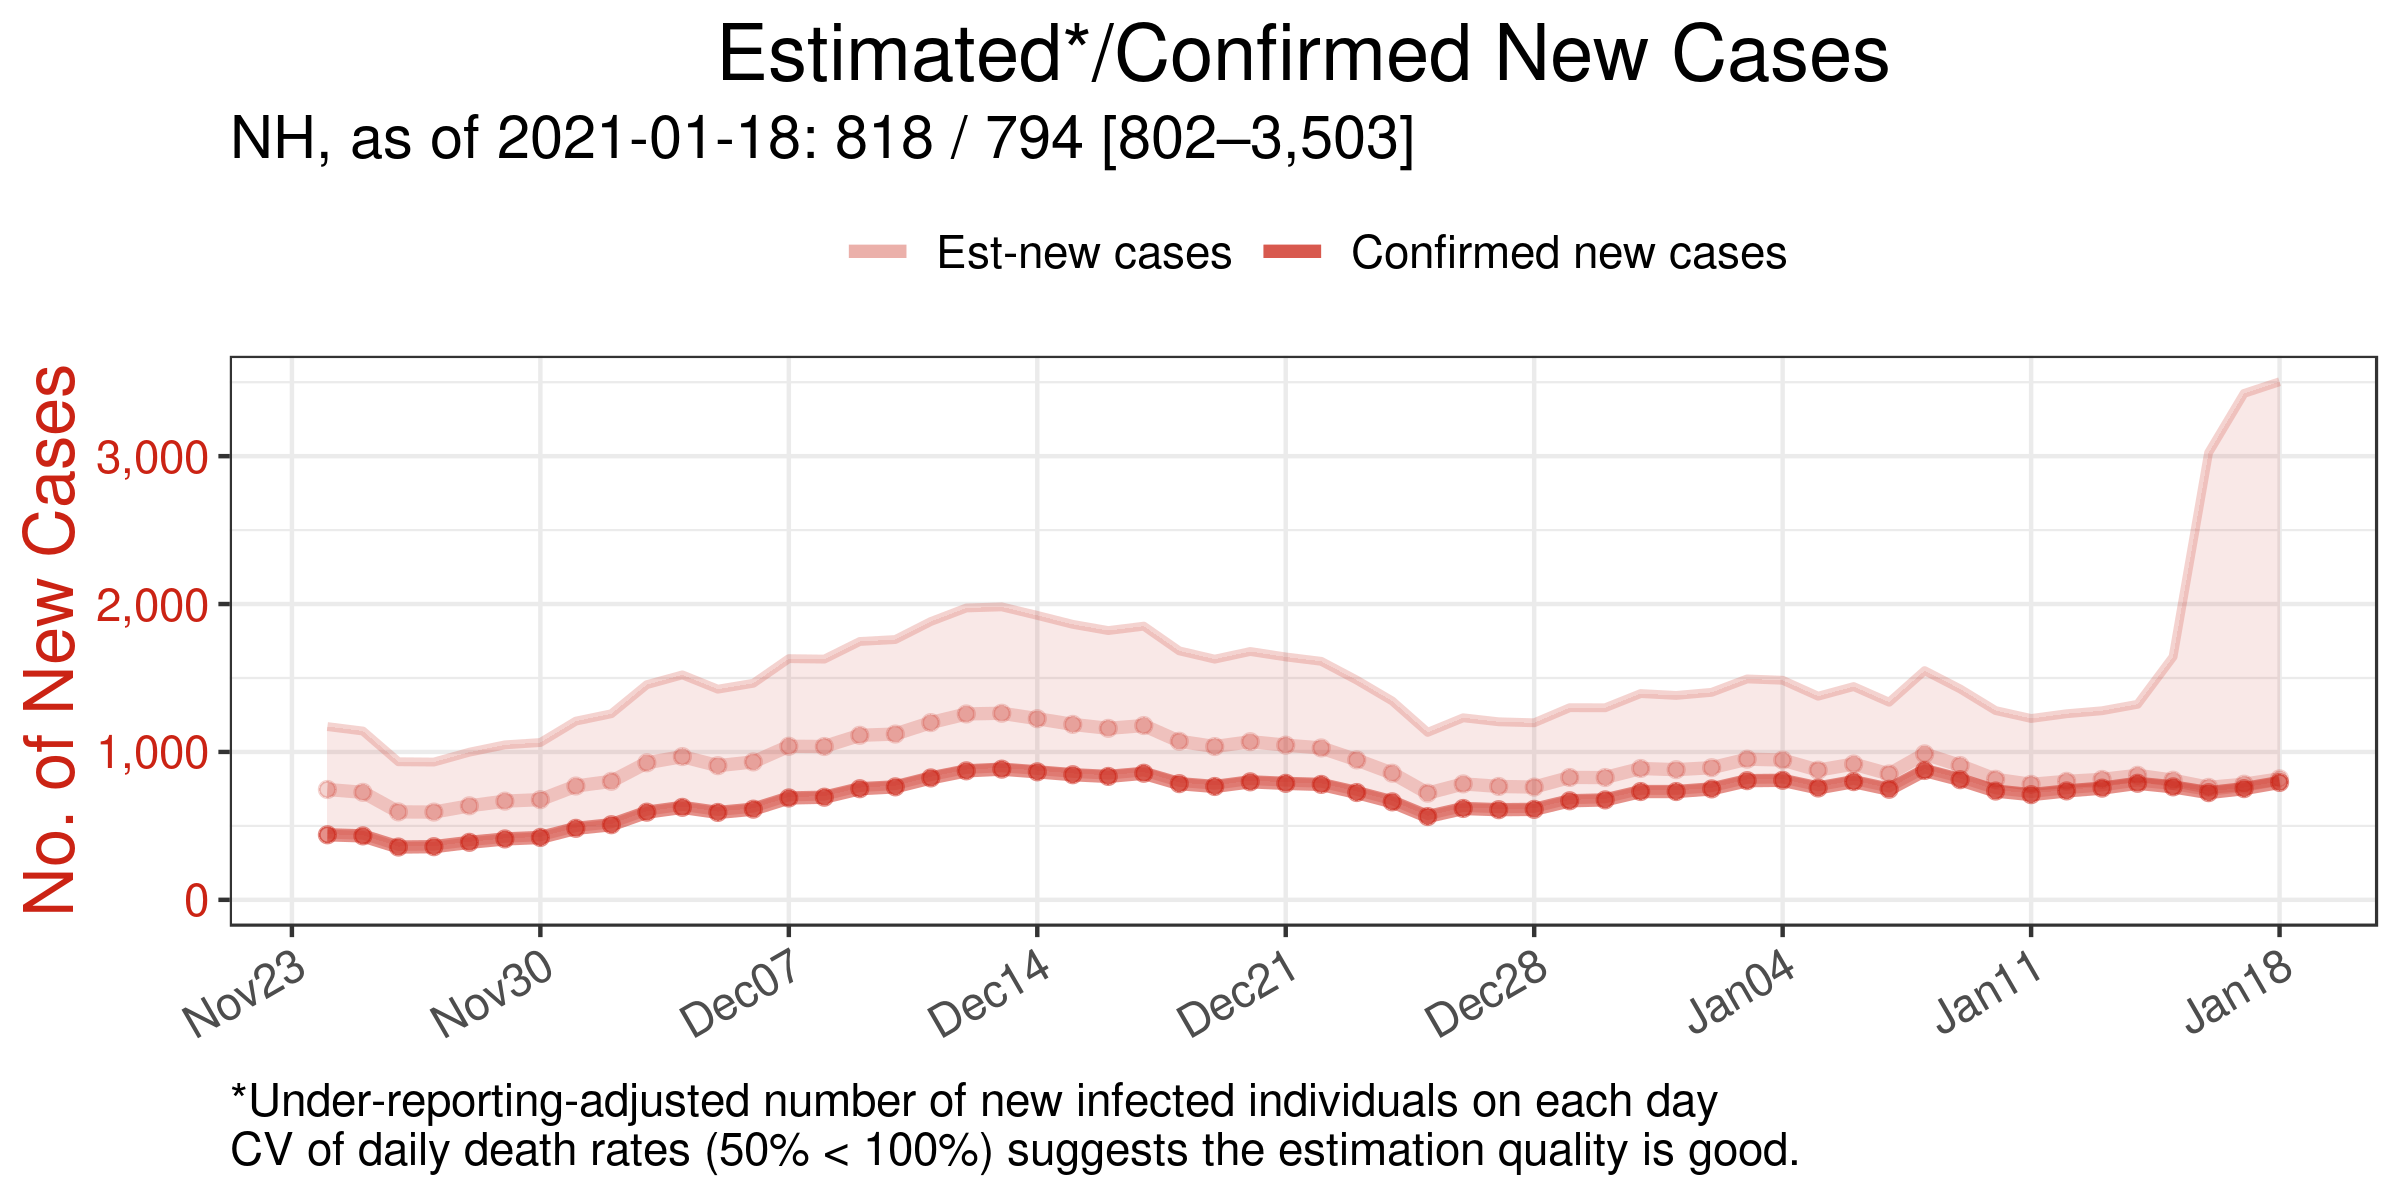 Estimated*/Confirmed New Cases
NH, as of 2021-01-18: 818 / 794 [802–3,503]
Est-new cases
Confirmed new cases
No. of New Cases
3,000
2,000
1,000
0
Nov23
Nov30
Dec07
Dec14
Dec21
Dec28
Jan04
Jan11
Jan18
*Under-reporting-adjusted number of new infected individuals on each day
CV of daily death rates (50% < 100%) suggests the estimation quality is good.